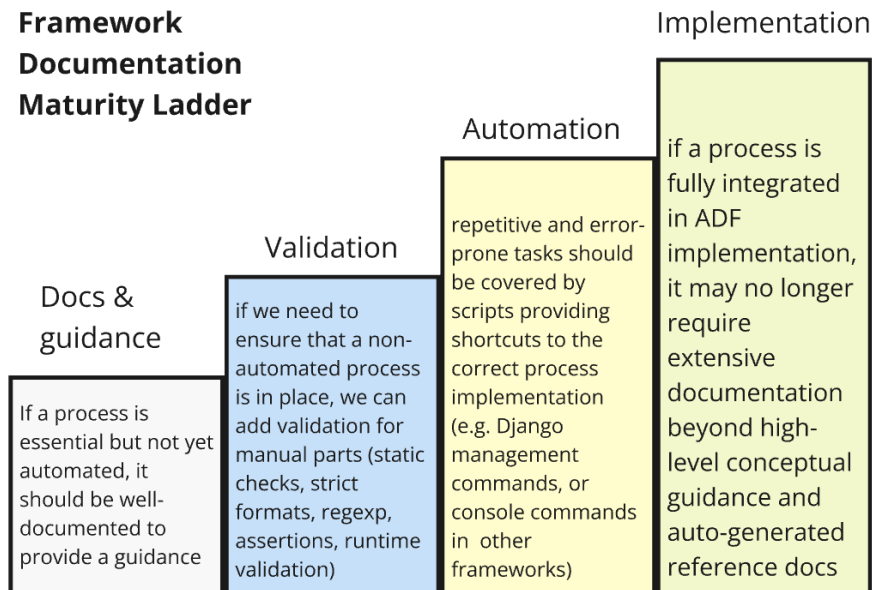 Framework
Documentation
Maturity Ladder
Docs &
guidance
If a process is
essential but not yet
automated, it
should be well-
documented to
provide a guidance
Validation
if we need to
ensure that a non-
automated process
is in place, we can
add validation for
manual parts (static
checks, strict
formats, regexp,
assertions, runtime
validation)
Automation
repetitive and error-
prone tasks should
be covered by
scripts providing
shortcuts to the
correct process
implementation
(e.g. Django
management
commands, or
console commands
in other
frameworks)
Implementation
if a process is
fully integrated
in ADF
implementation,
it may no longer
require
extensive
documentation
beyond high-
level conceptual
guidance and
auto-generated
reference docs